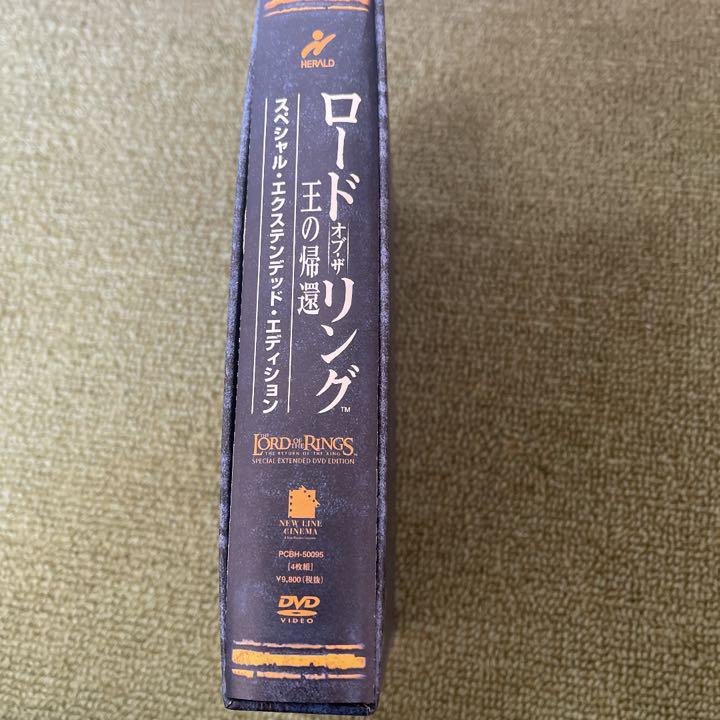 HERALD
ロード オブ・ザ リング™
王の帰還
スペシャル・エクステンデッド・エディション
THE
LORD OF THE RINGS™
THE RETURN OF THE KING
SPECIAL EXTENDED DVD EDITION
NEW LINE
CINEMA
PCBH-50095
[4枚組]
¥9,800(税抜)
DVD
VIDEO